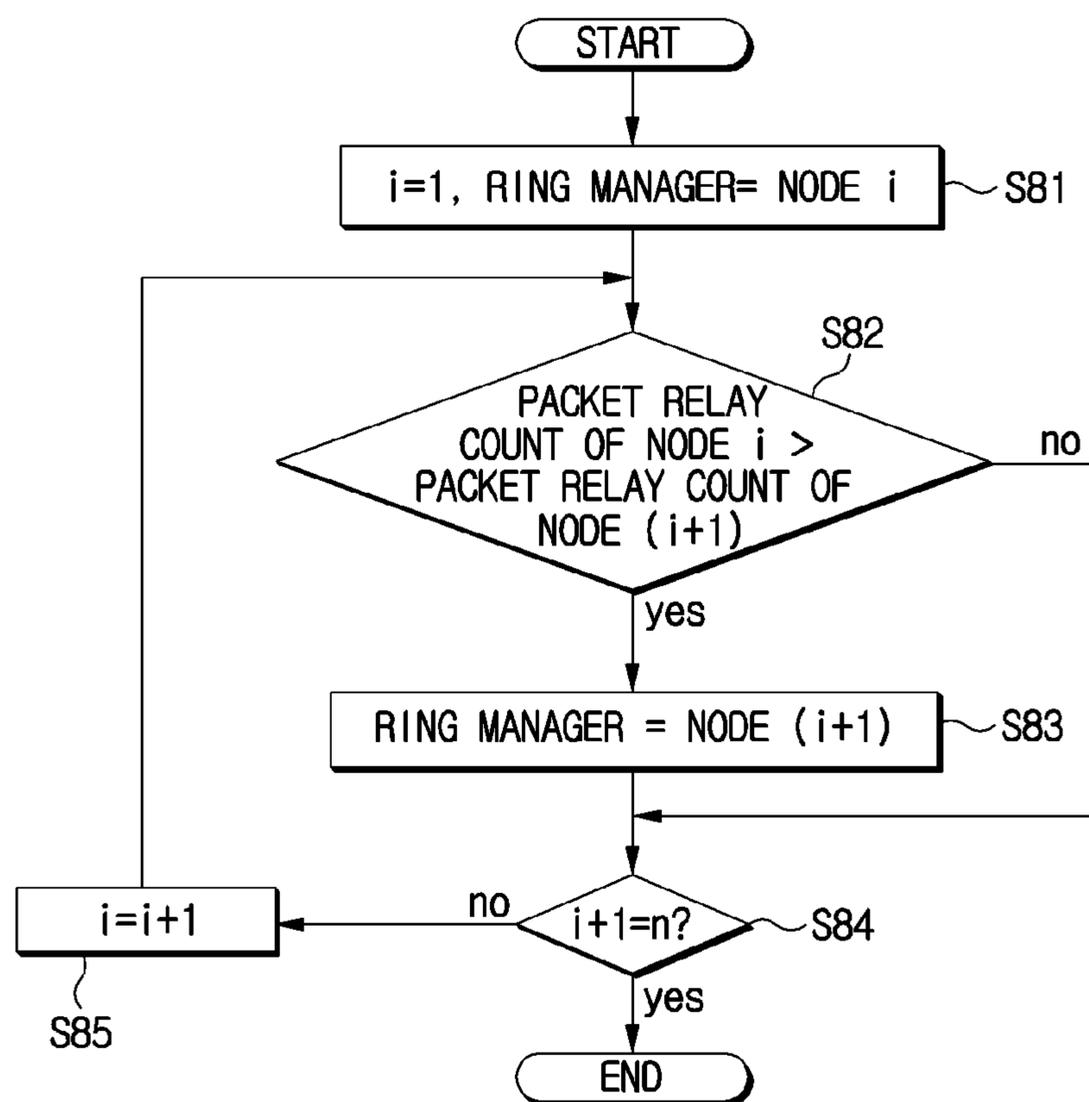 START
i=1, RING MANAGER= NODE i
S81
S82
PACKET RELAY
COUNT OF NODE i >
PACKET RELAY COUNT OF
NODE (i+1)
no
yes
RING MANAGER = NODE (i+1)
S83
i=i+1
no
i+1=n?
S84
S85
yes
END